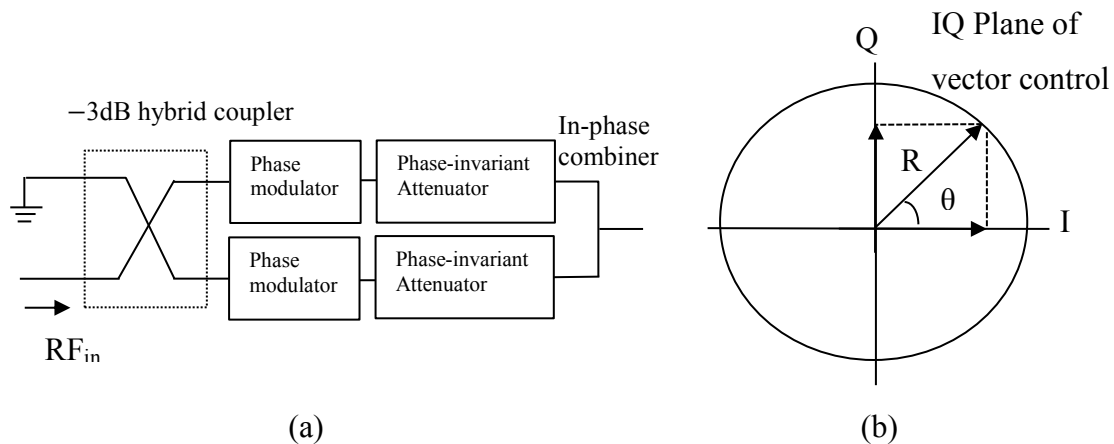 −3dB hybrid coupler
Phase
modulator
Phase-invariant
Attenuator
In-phase
combiner
Phase
modulator
Phase-invariant
Attenuator
RFin
(a)
IQ Plane of
vector control
Q
R
θ
I
(b)